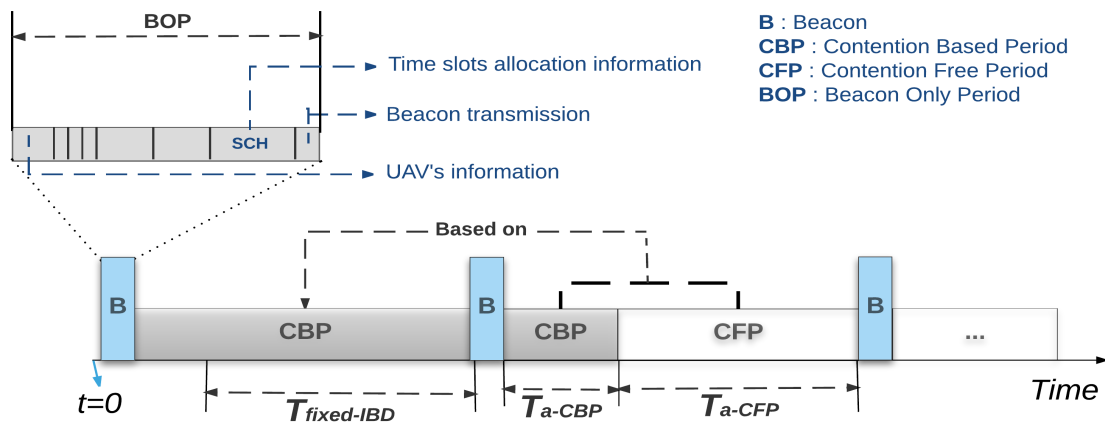 BOP
B : Beacon
CBP : Contention Based Period
CFP : Contention Free Period
BOP : Beacon Only Period
Time slots allocation information
Beacon transmission
SCH
UAV's information
Based on
B
CBP
B
CBP
CFP
B
...
t=0
Tfixed-IBD
Ta-CBP
Ta-CFP
Time